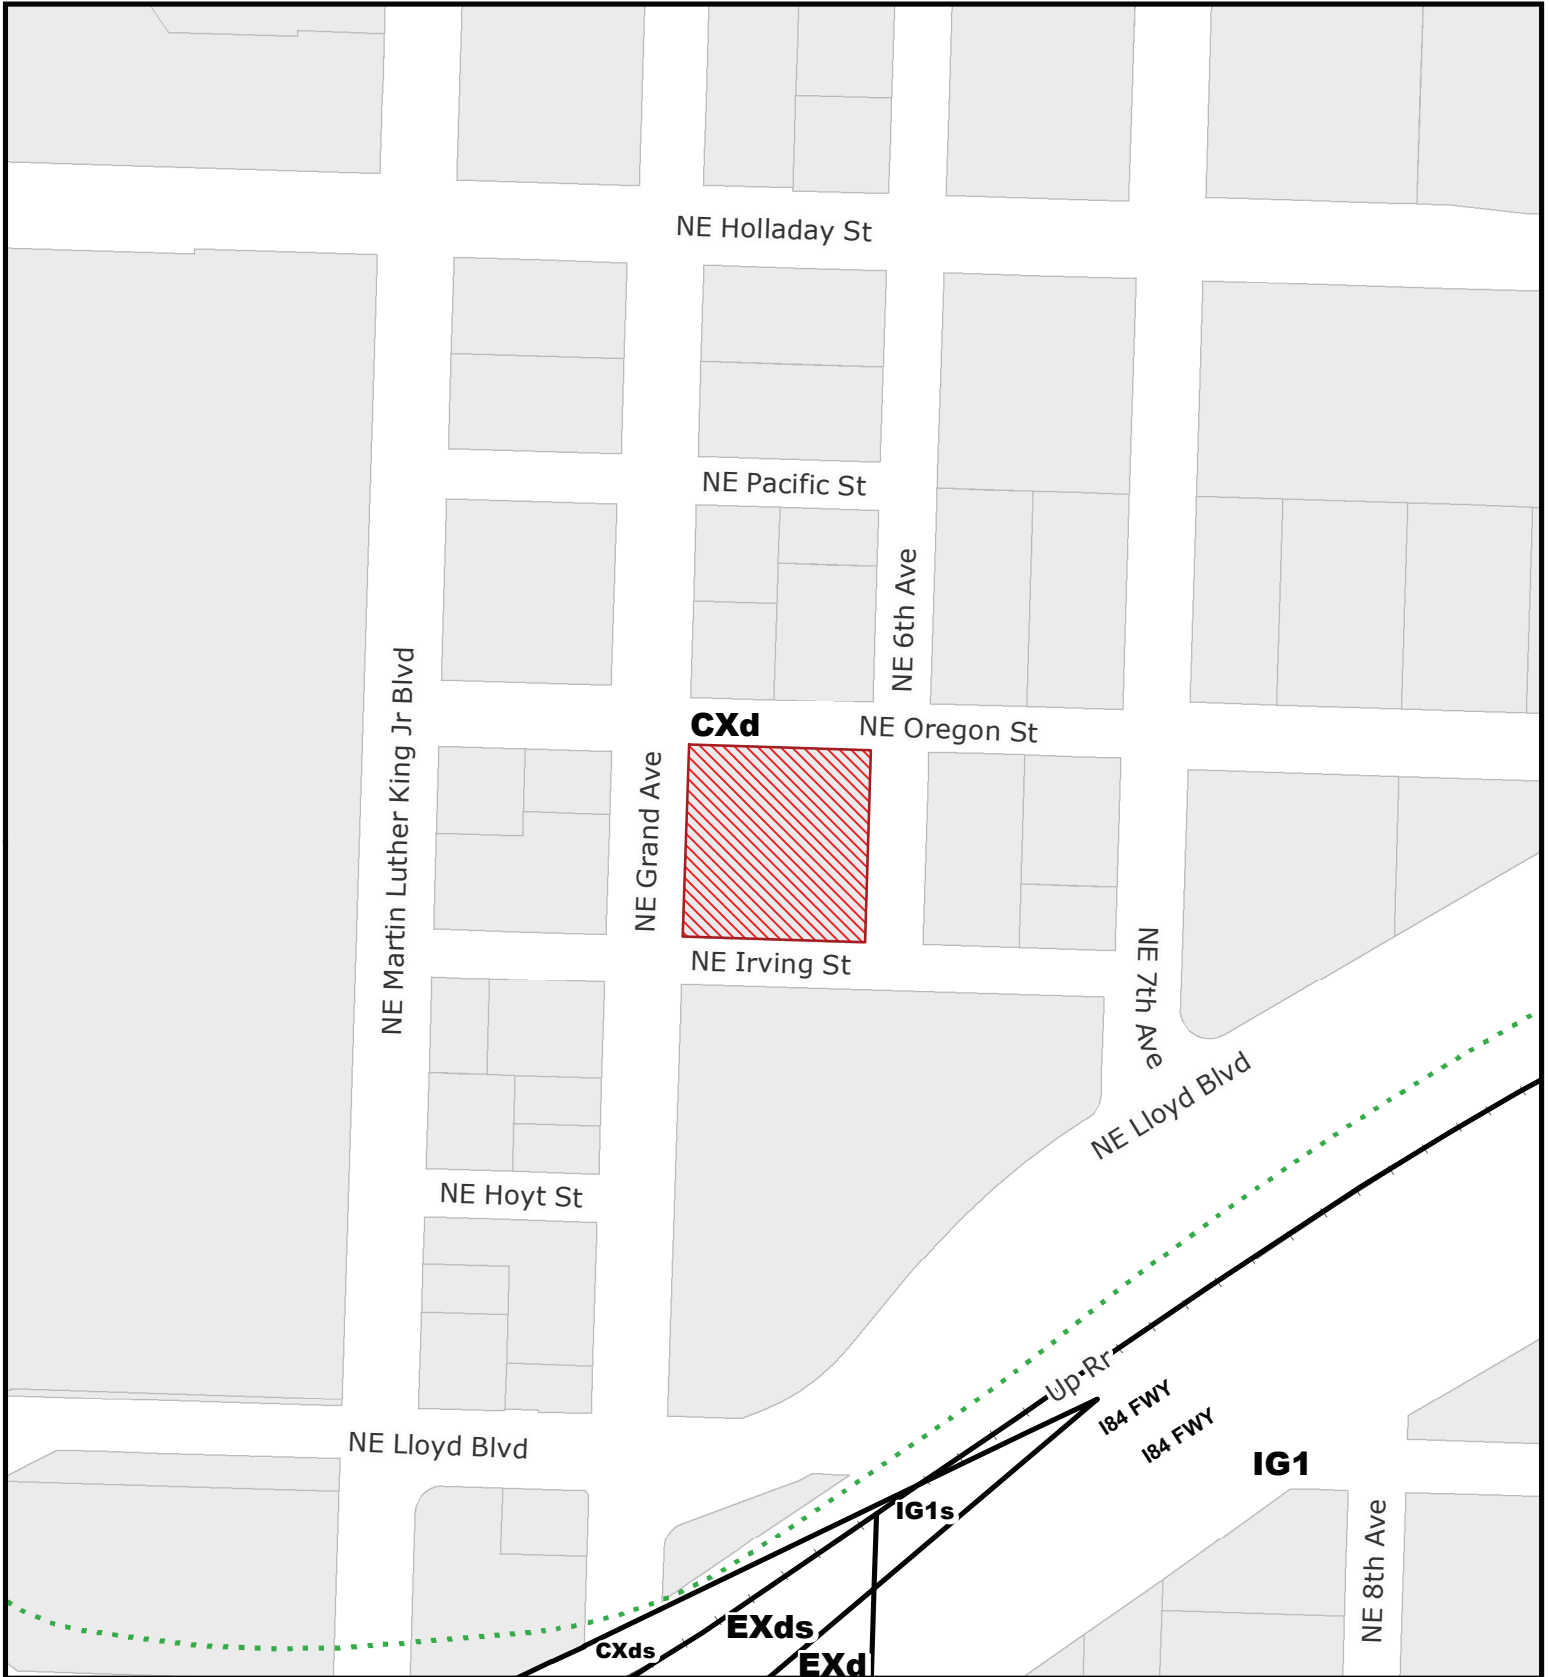 NE Holladay St
NE Pacific St
NE 6th Ave
NE Martin Luther King Jr Blvd
CXd
NE Oregon St
NE Grand Ave
NE Irving St
NE 7th Ave
NE Lloyd Blvd
NE Hoyt St
Up Rr
I84 FWY
I84 FWY
NE Lloyd Blvd
IG1
IG1s
NE 8th Ave
EXds
CXds
EXd